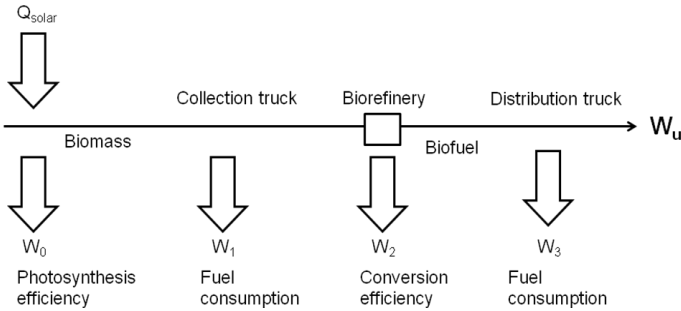 Qsolar
Collection truck
Biorefinery
Distribution truck
Wu
Biomass
Biofuel
W0
W1
W2
W3
Photosynthesis
efficiency
Fuel
consumption
Conversion
efficiency
Fuel
consumption